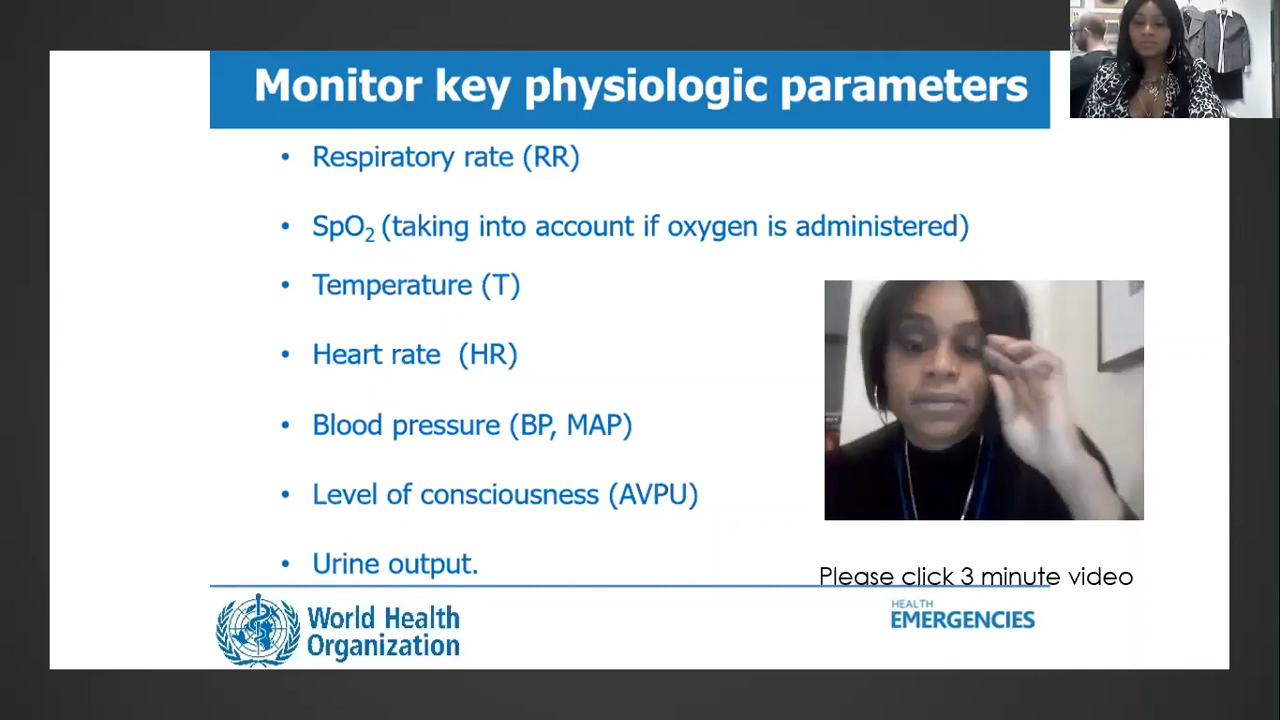 Monitor key physiologic parameters
• Respiratory rate (RR)
• SpO₂ (taking into account if oxygen is administered)
• Temperature (T)
• Heart rate (HR)
• Blood pressure (BP, MAP)
• Level of consciousness (AVPU)
• Urine output.
Please click 3 minute video
World Health
Organization
HEALTH
EMERGENCIES